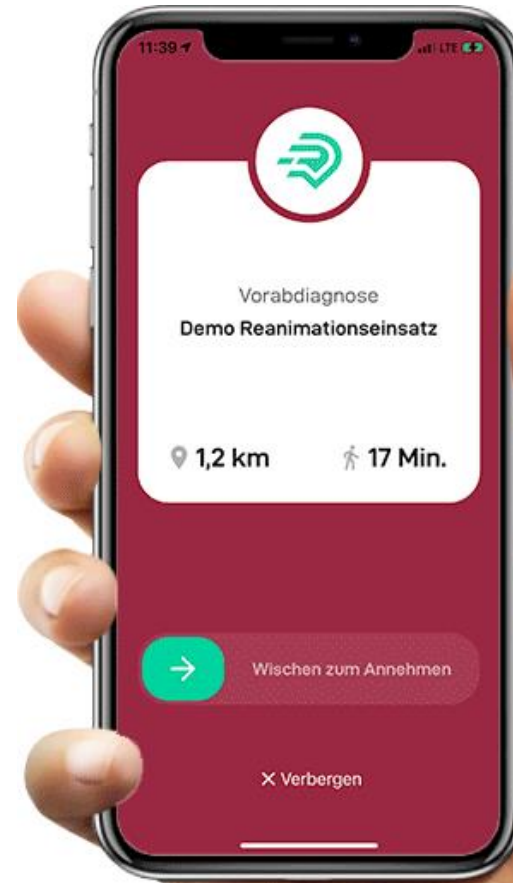 11:39
LTE
Vorabdiagnose
Demo Reanimationseinsatz
1,2 km
17 Min.
Wischen zum Annehmen
Verbergen